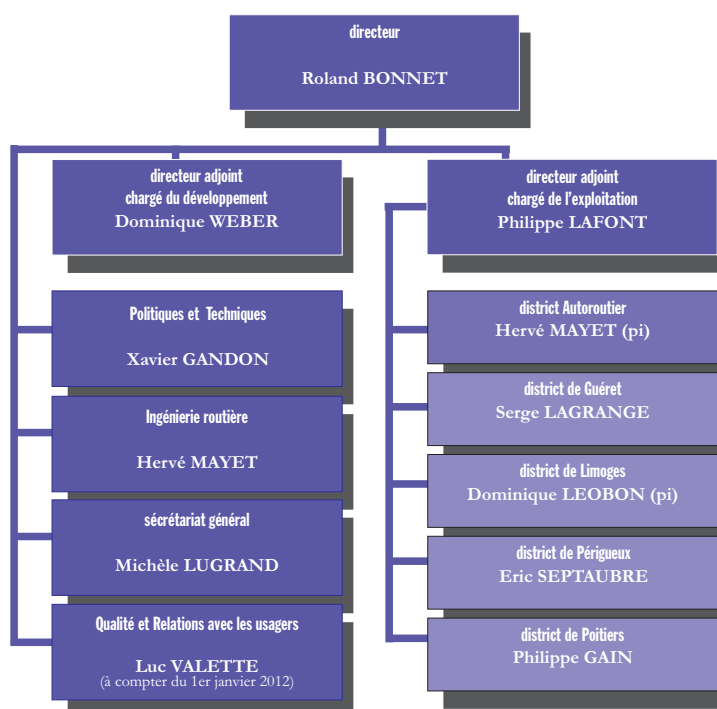 directeur
Roland BONNET
directeur adjoint
chargé du développement
Dominique WEBER
directeur adjoint
chargé de l'exploitation
Philippe LAFONT
Politiques et Techniques
Xavier GANDON
Ingénierie routière
Hervé MAYET
sécrétariat général
Michèle LUGRAND
Qualité et Relations avec les usagers
Luc VALETTE
(à compter du 1er janvier 2012)
district Autoroutier
Hervé MAYET (pi)
district de Guéret
Serge LAGRANGE
district de Limoges
Dominique LEOBON (pi)
district de Périgueux
Eric SEPTAUBRE
district de Poitiers
Philippe GAIN